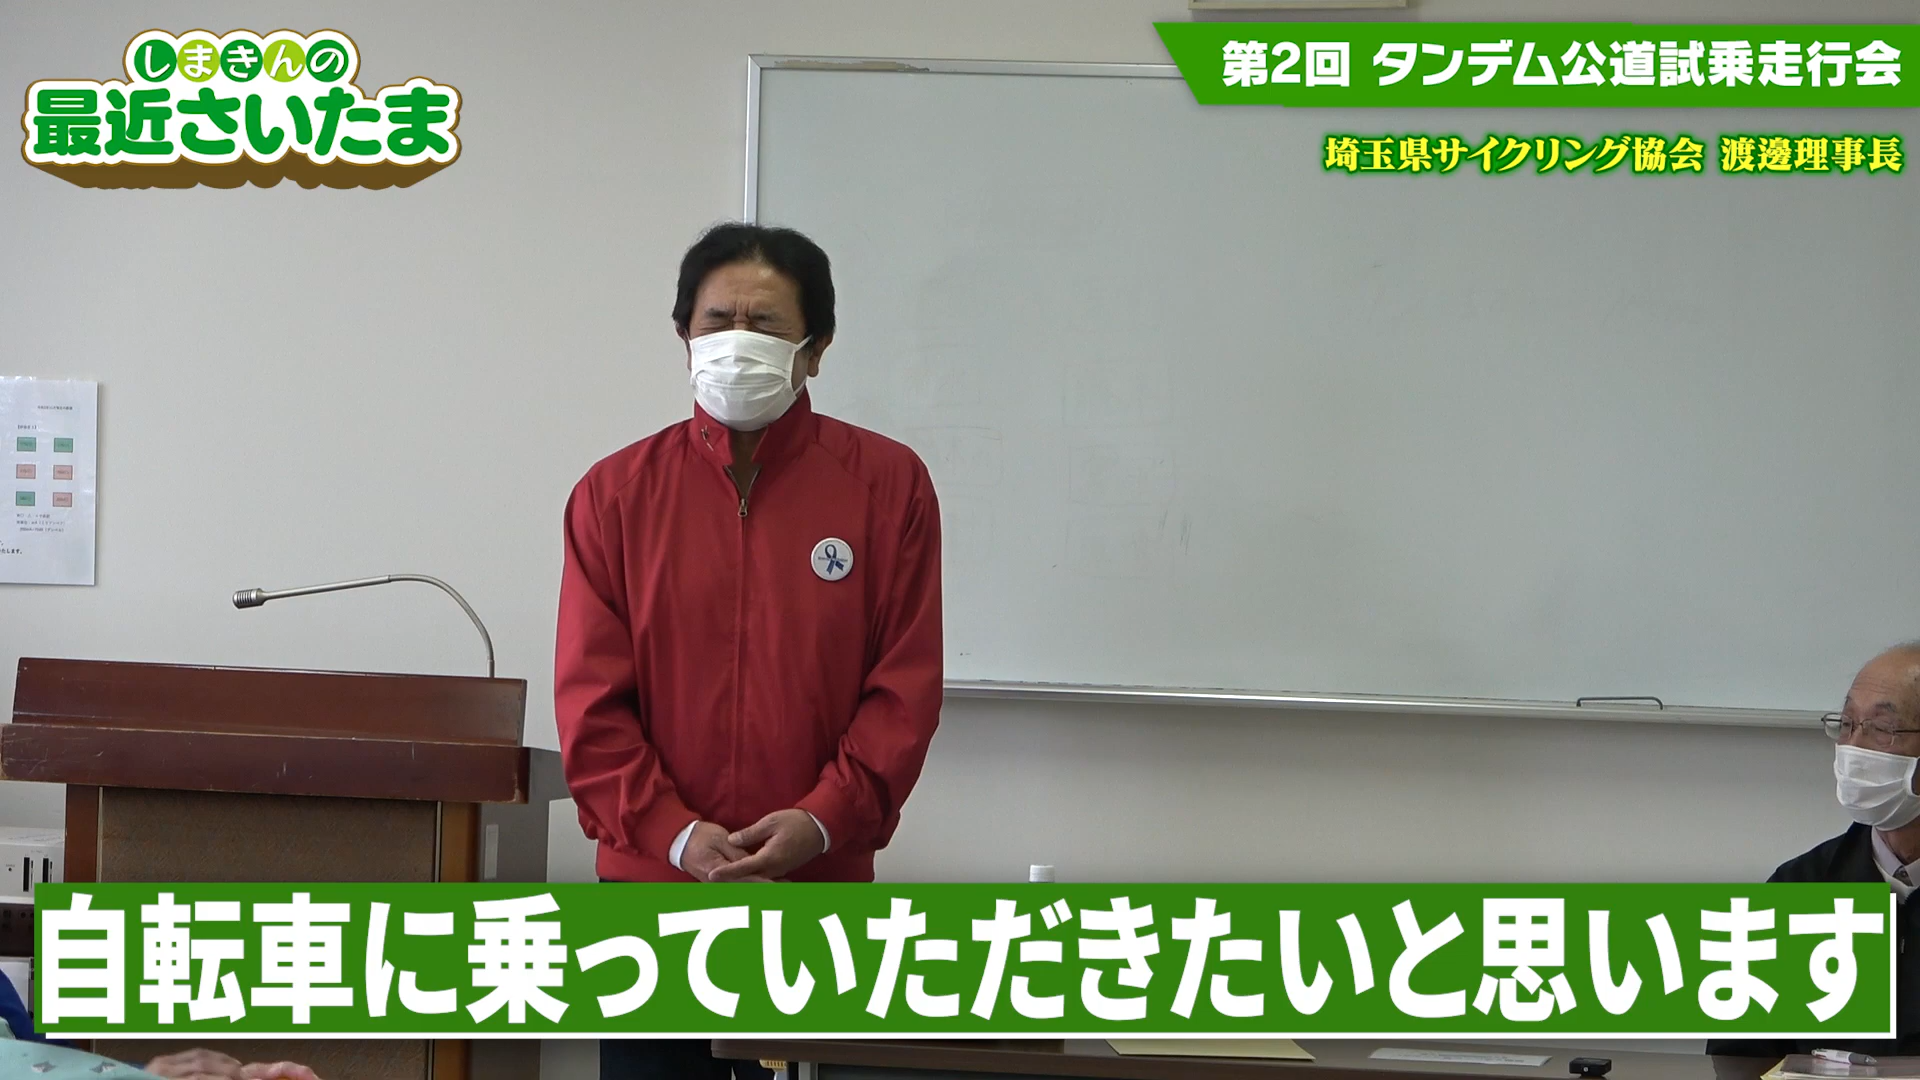 しまきんの
最近さいたま
第2回 タンデム公道試乗走行会
埼玉県サイクリング協会 渡邊理事長
自転車に乗っていただきたいと思います